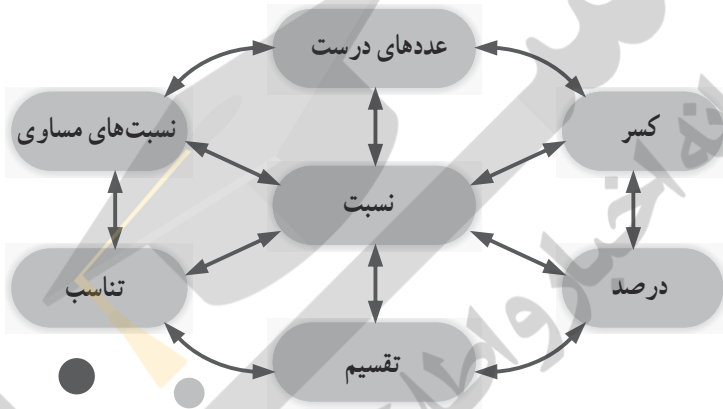 عددهای درست
کسر
نسبت‌های مساوی
نسبت
درصد
تناسب
تقسیم